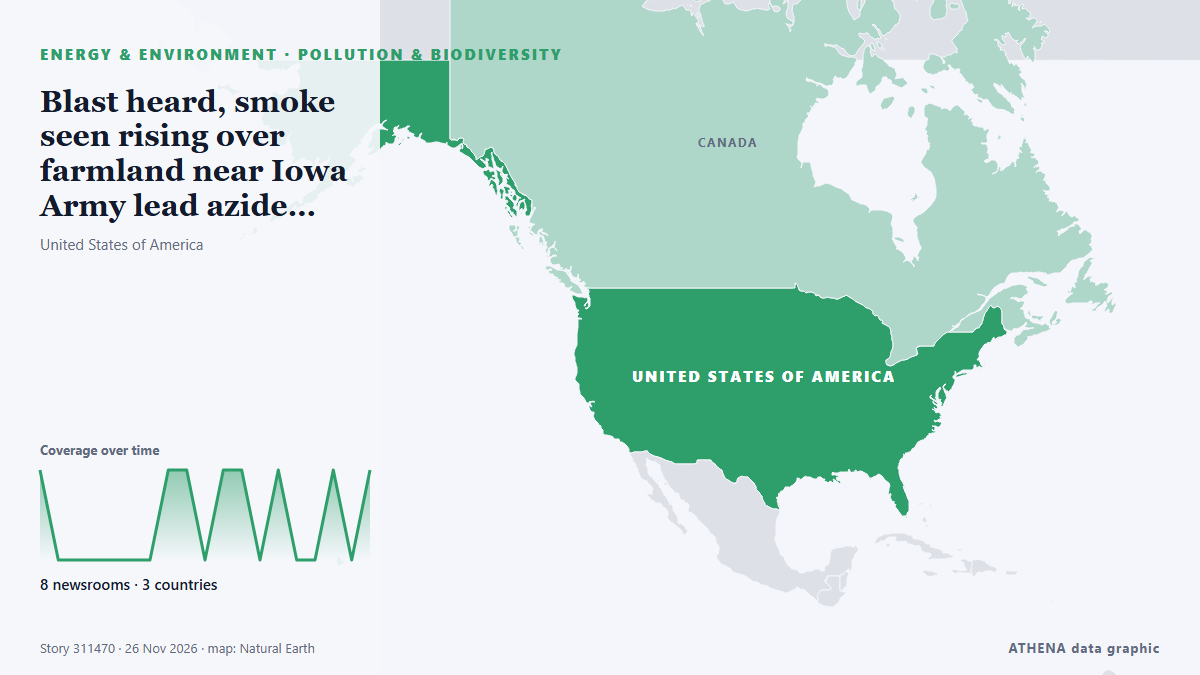 ENERGY & ENVIRONMENT · POLLUTION & BIODIVERSITY
Blast heard, smoke
seen rising over
farmland near Iowa
Army lead azide...
United States of America
CANADA
UNITED STATES OF AMERICA
Coverage over time
8 newsrooms · 3 countries
Story 311470 · 26 Nov 2026 · map: Natural Earth
ATHENA data graphic